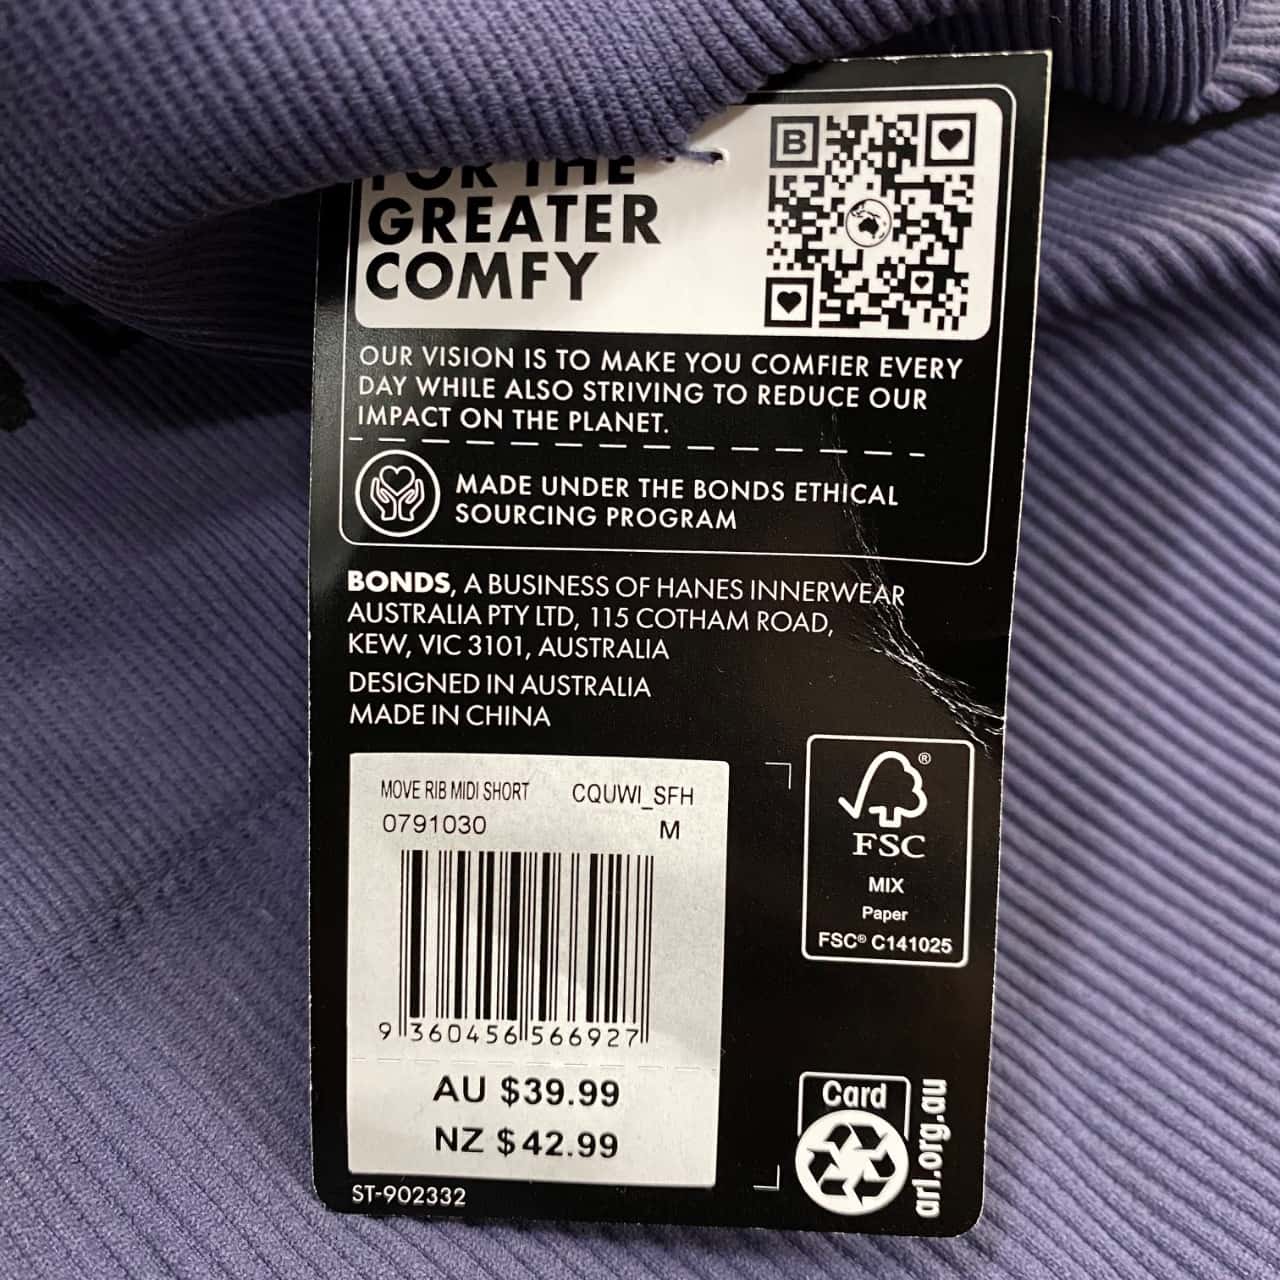 FOR THE
GREATER
COMFY
B
OUR VISION IS TO MAKE YOU COMFIER EVERY
DAY WHILE ALSO STRIVING TO REDUCE OUR
IMPACT ON THE PLANET.
MADE UNDER THE BONDS ETHICAL
SOURCING PROGRAM
BONDS, A BUSINESS OF HANES INNERWEAR
AUSTRALIA PTY LTD, 115 COTHAM ROAD,
KEW, VIC 3101, AUSTRALIA
DESIGNED IN AUSTRALIA
MADE IN CHINA
MOVE RIB MIDI SHORT CQUWI_SFH
0791030 M
9 360456 566927
AU $39.99
NZ $42.99
ST-902332
®
FSC
MIX
Paper
FSC® C141025
Card
arl.org.au